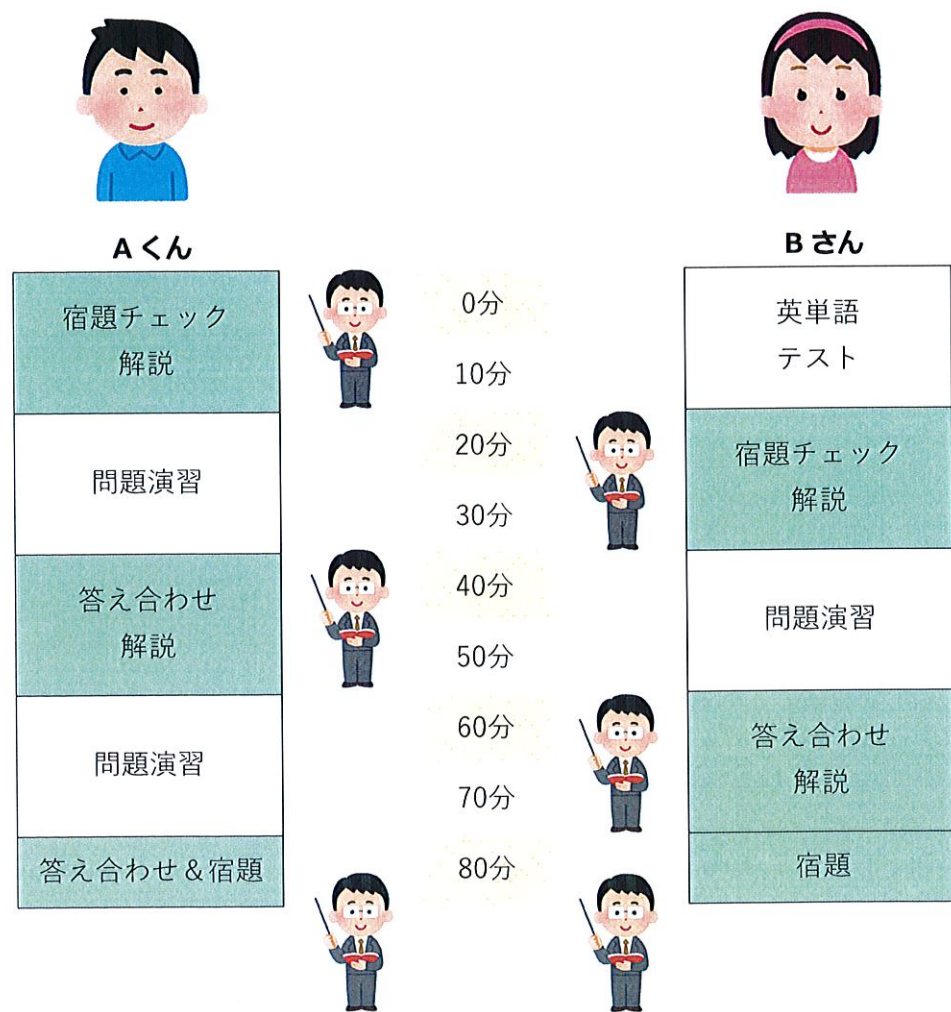 Aくん
宿題チェック
解説
問題演習
答え合わせ
解説
問題演習
答え合わせ＆宿題
0分
10分
20分
30分
40分
50分
60分
70分
80分
Bさん
英単語
テスト
宿題チェック
解説
問題演習
答え合わせ
解説
宿題